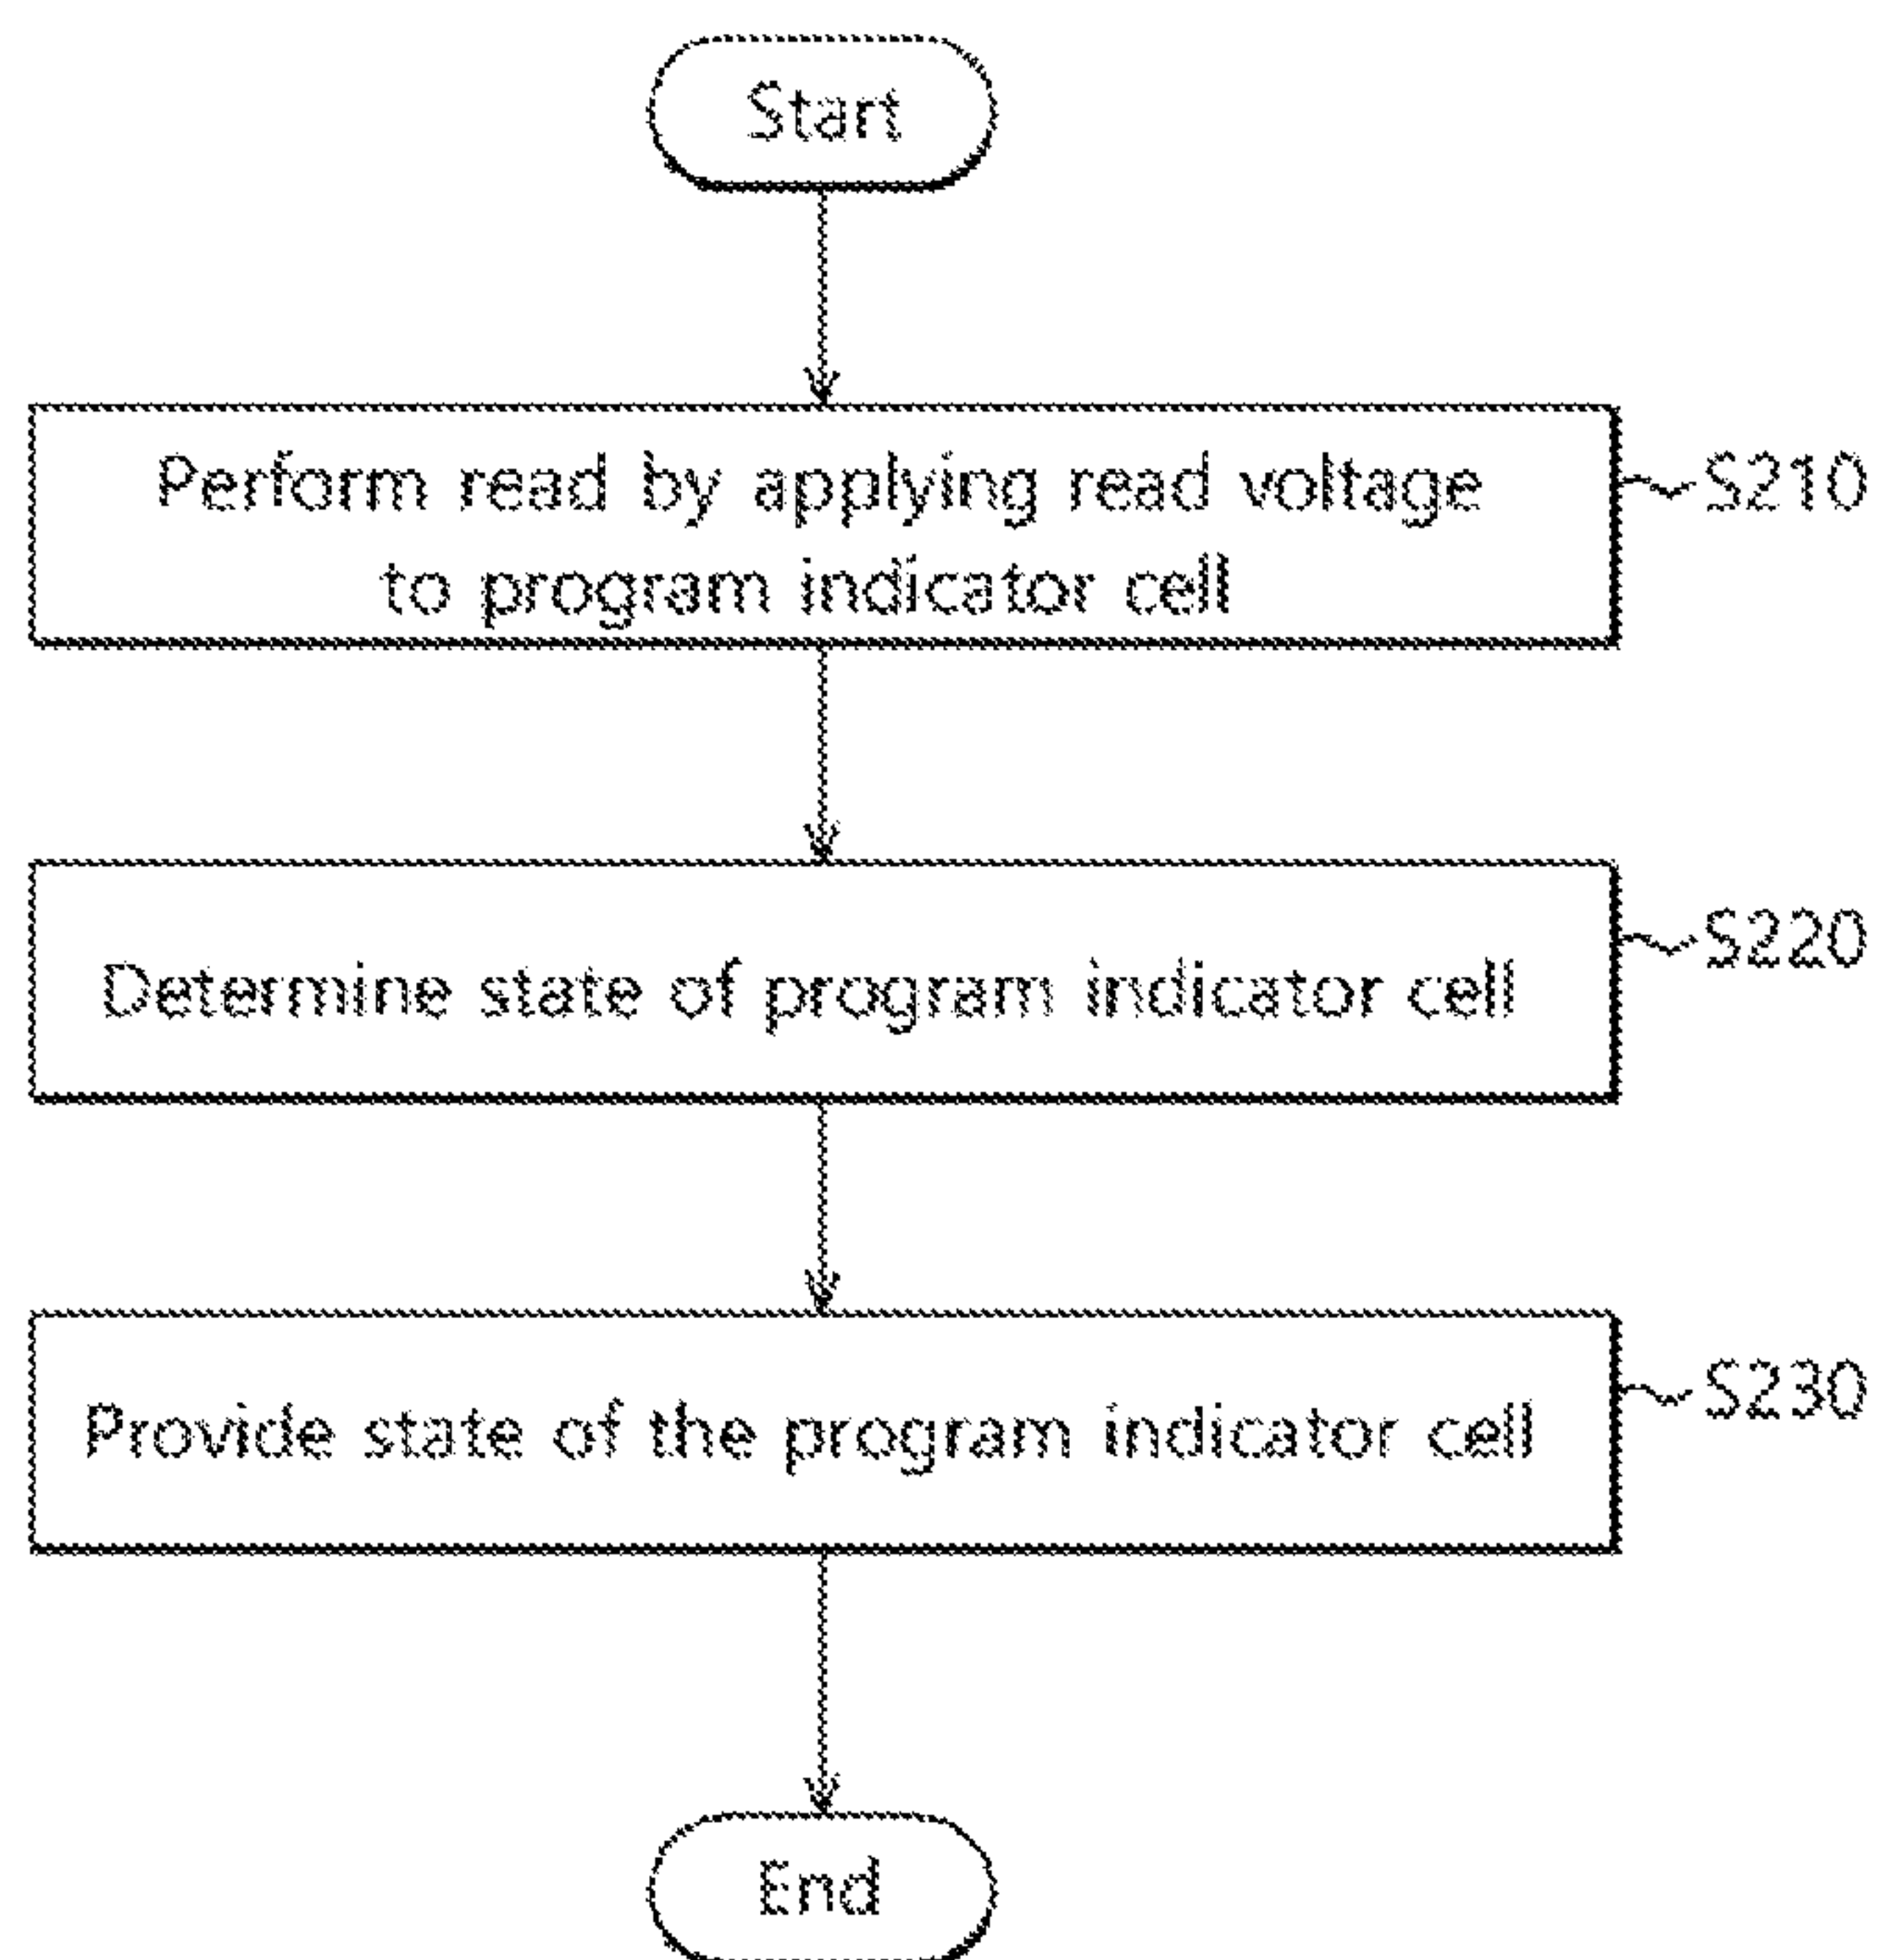 Start
Perform read by applying read voltage
to program indicator cell
S210
Determine state of program indicator cell
S220
Provide state of the program indicator cell
S230
End